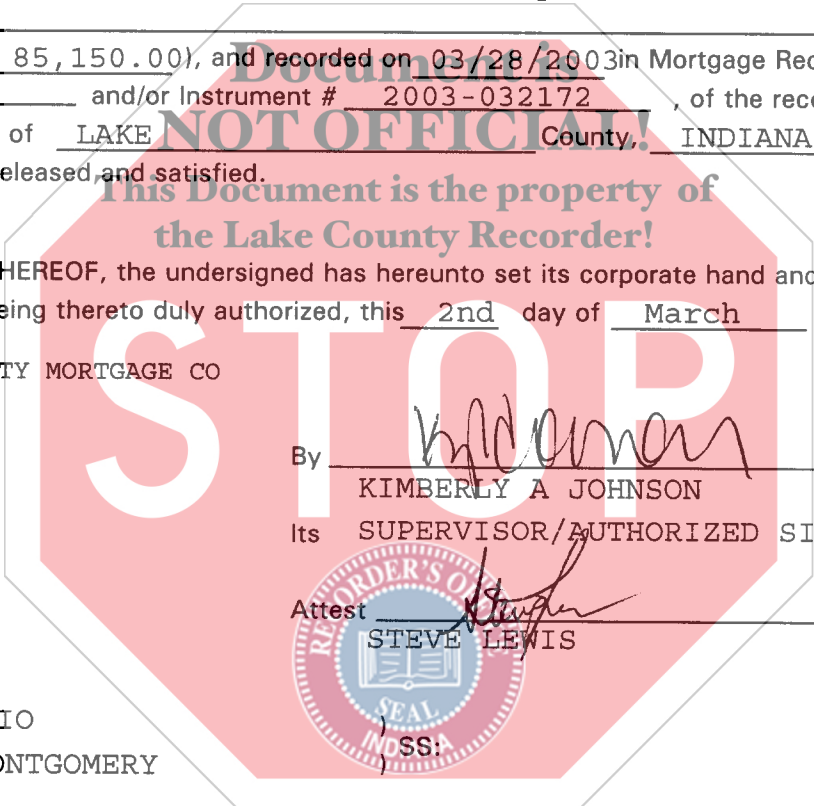 85,150.00), and recorded on 03/28/2003in Mortgage Rec
Document is
and/or Instrument # 2003-032172 , of the rece
NOT OFFICIAL!
of LAKE County, INDIANA
eleased and satisfied.
This Document is the property of
the Lake County Recorder!
HEREOF, the undersigned has hereunto set its corporate hand and
eing thereto duly authorized, this 2nd day of March
STOP
TY MORTGAGE CO
By
KIMBERLY A JOHNSON
Its SUPERVISOR/AUTHORIZED SI
RECORDER'S OFFICE
Attest
STEVE LEWIS
SEAL
INDIANA
IO )
) SS:
ONTGOMERY )